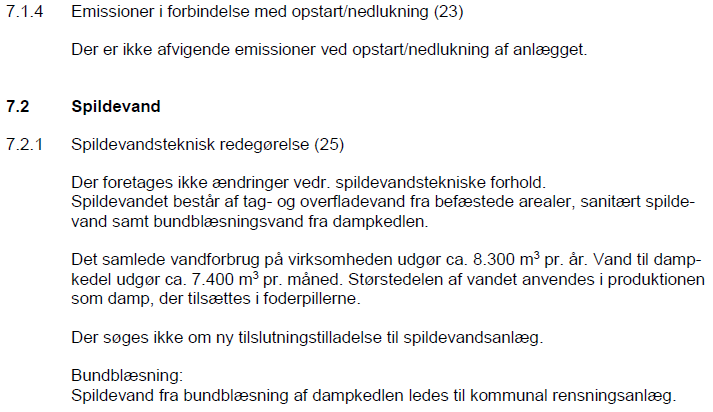 7.1.4 Emissioner i forbindelse med opstart/nedlukning (23)
Der er ikke afvigende emissioner ved opstart/nedlukning af anlægget.
7.2 Spildevand
7.2.1 Spildevandsteknisk redegørelse (25)
Der foretages ikke ændringer vedr. spildevandstekniske forhold.
Spildevandet består af tag- og overfladevand fra befæstede arealer, sanitært spilde-
vand samt bundblæsningsvand fra dampkedlen.
Det samlede vandforbrug på virksomheden udgør ca. 8.300 m³ pr. år. Vand til damp-
kedel udgør ca. 7.400 m³ pr. måned. Størstedelen af vandet anvendes i produktionen
som damp, der tilsættes i foderpillerne.
Der søges ikke om ny tilslutningstilladelse til spildevandsanlæg.
Bundblæsning:
Spildevand fra bundblæsning af dampkedlen ledes til kommunal rensningsanlæg.